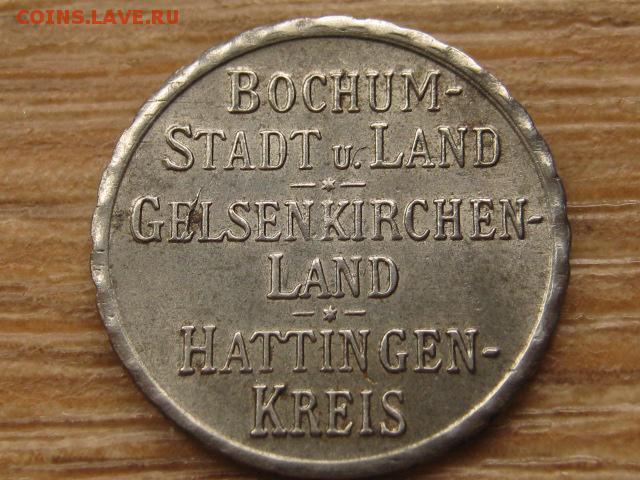 COINS.LAVE.RU
BOCHUM-
STADT U. LAND
GELSENKIRCHEN-
LAND
HATTINGEN-
KREIS